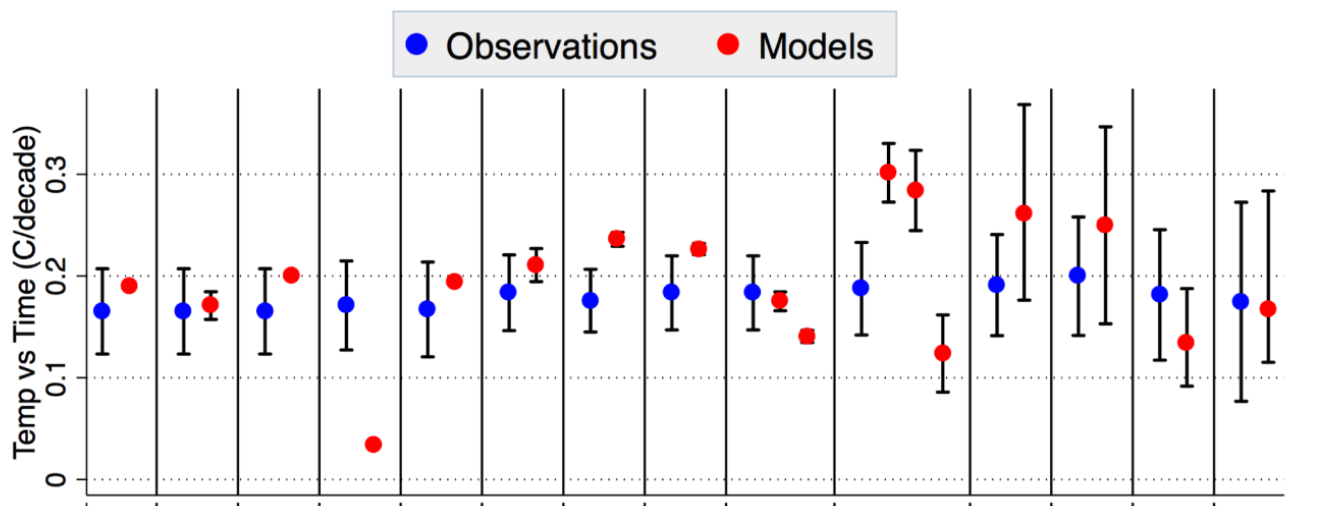 Observations
Models
Temp vs Time (C/decade)
0.3
0.2
0.1
0